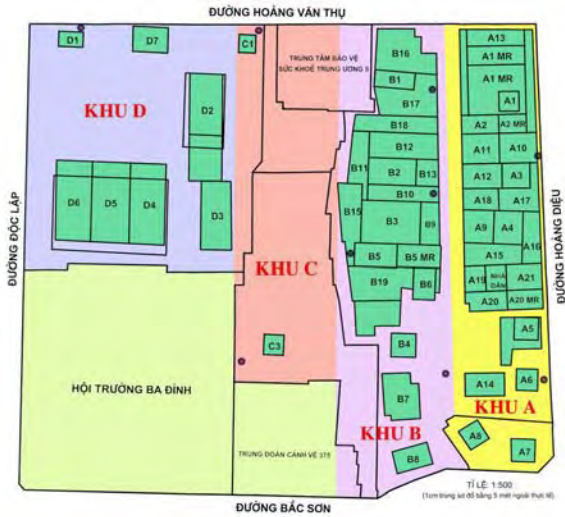 ĐƯỜNG HOÀNG VĂN THỤ
D1
D7
C1
TRUNG TÂM BẢO VỆ
SỨC KHOẺ TRUNG ƯƠNG 5
B16
B1
B17
A13
A1 MR
A1 MR
A1
KHU D
D2
B18
A2
A2 MR
B12
A11
A10
B11
B2
B13
A12
A3
B10
A18
A17
D6
D5
D4
D3
B15
B3
B9
A9
A4
A16
B5
B5 MR
A15
KHU C
B19
B6
A19
NHÀ
DÂN
A21
A20
A20 MR
ĐƯỜNG ĐỘC LẬP
ĐƯỜNG HOÀNG DIỆU
C3
B4
A5
HỘI TRƯỜNG BA ĐÌNH
B7
A14
A6
KHU A
KHU B
A8
TRUNG ĐOÀN CẢNH VỆ 375
B8
A7
TỈ LỆ: 1:500
(1cm trong sơ đồ bằng 5 mét ngoài thực tế)
ĐƯỜNG BẮC SƠN